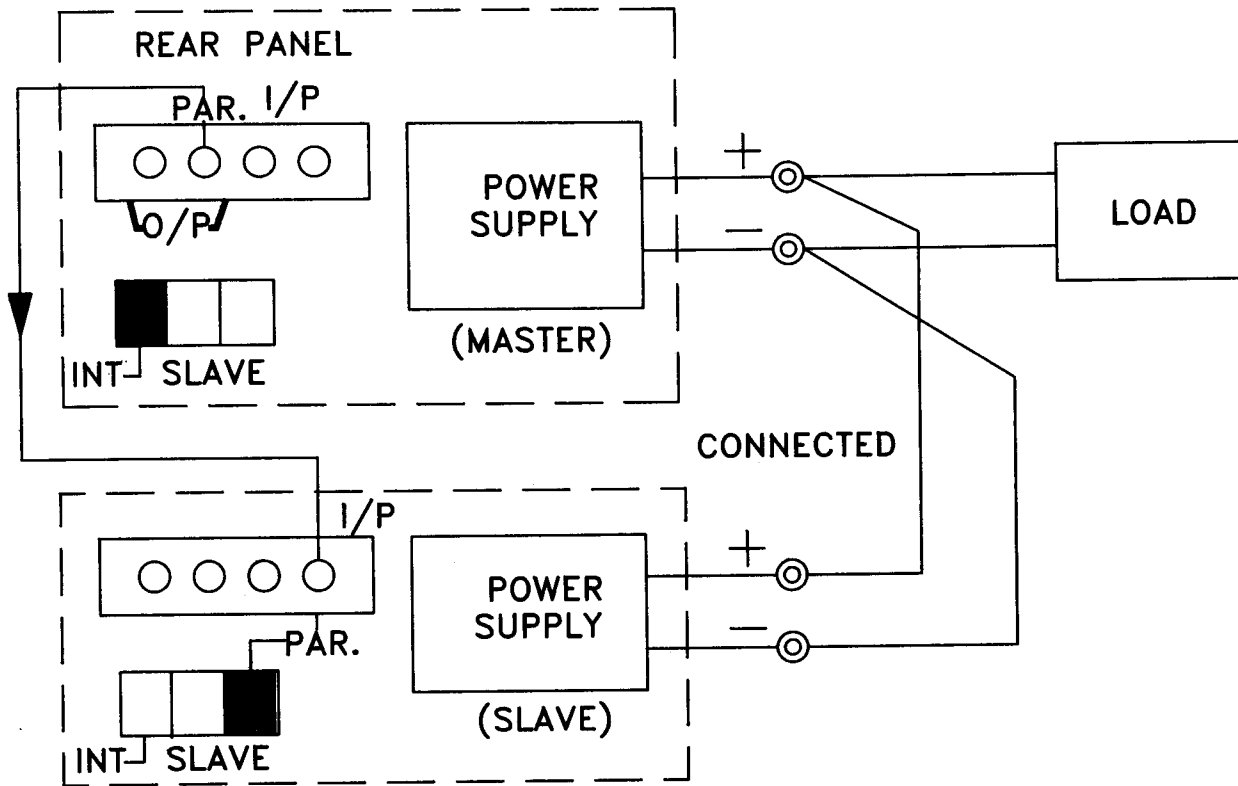 REAR PANEL
PAR. I/P
O/P
INT SLAVE
POWER
SUPPLY
(MASTER)
+
−
LOAD
CONNECTED
I/P
PAR.
INT SLAVE
POWER
SUPPLY
(SLAVE)
+
−